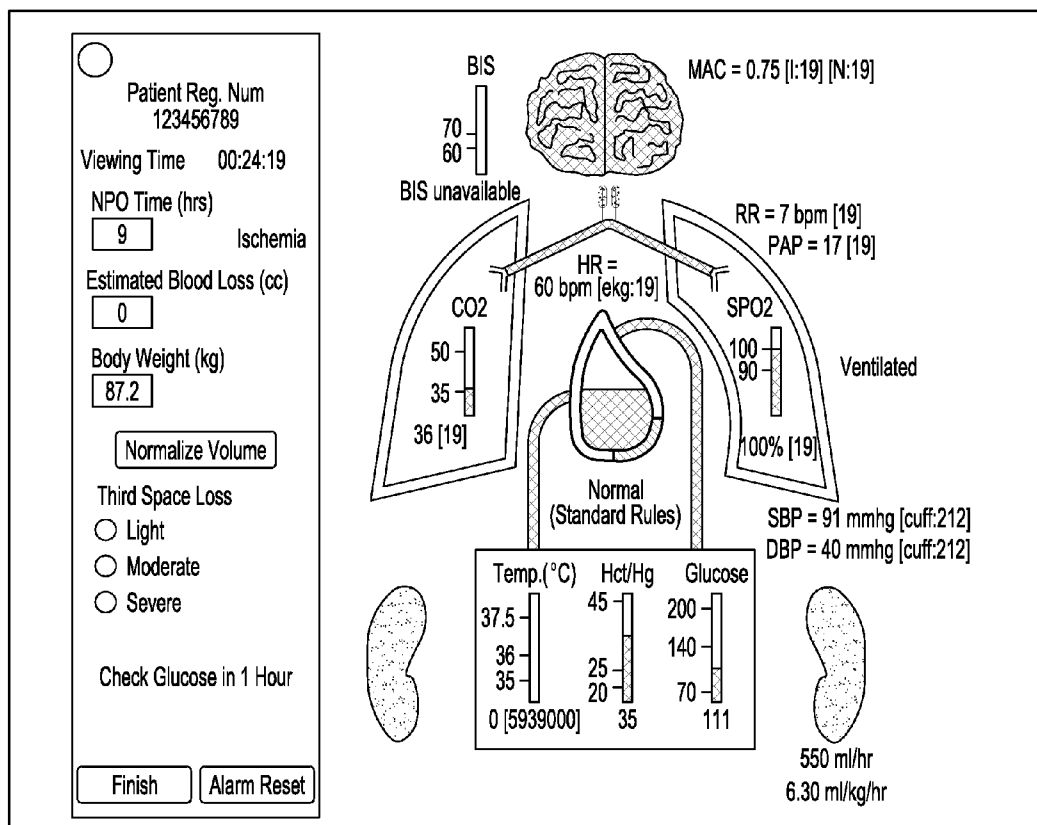 Patient Reg. Num
123456789
Viewing Time 00:24:19
NPO Time (hrs)
9
Ischemia
Estimated Blood Loss (cc)
0
Body Weight (kg)
87.2
Normalize Volume
Third Space Loss
Light
Moderate
Severe
Check Glucose in 1 Hour
Finish
Alarm Reset
BIS
70
60
BIS unavailable
MAC = 0.75 [I:19] [N:19]
RR = 7 bpm [19]
PAP = 17 [19]
HR =
60 bpm [ekg:19]
CO2
50
35
36 [19]
SPO2
100
90
100% [19]
Ventilated
Normal
(Standard Rules)
SBP = 91 mmhg [cuff:212]
DBP = 40 mmhg [cuff:212]
Temp.(°C)
37.5
36
35
0 [5939000]
Hct/Hg
45
25
20
35
Glucose
200
140
70
111
550 ml/hr
6.30 ml/kg/hr